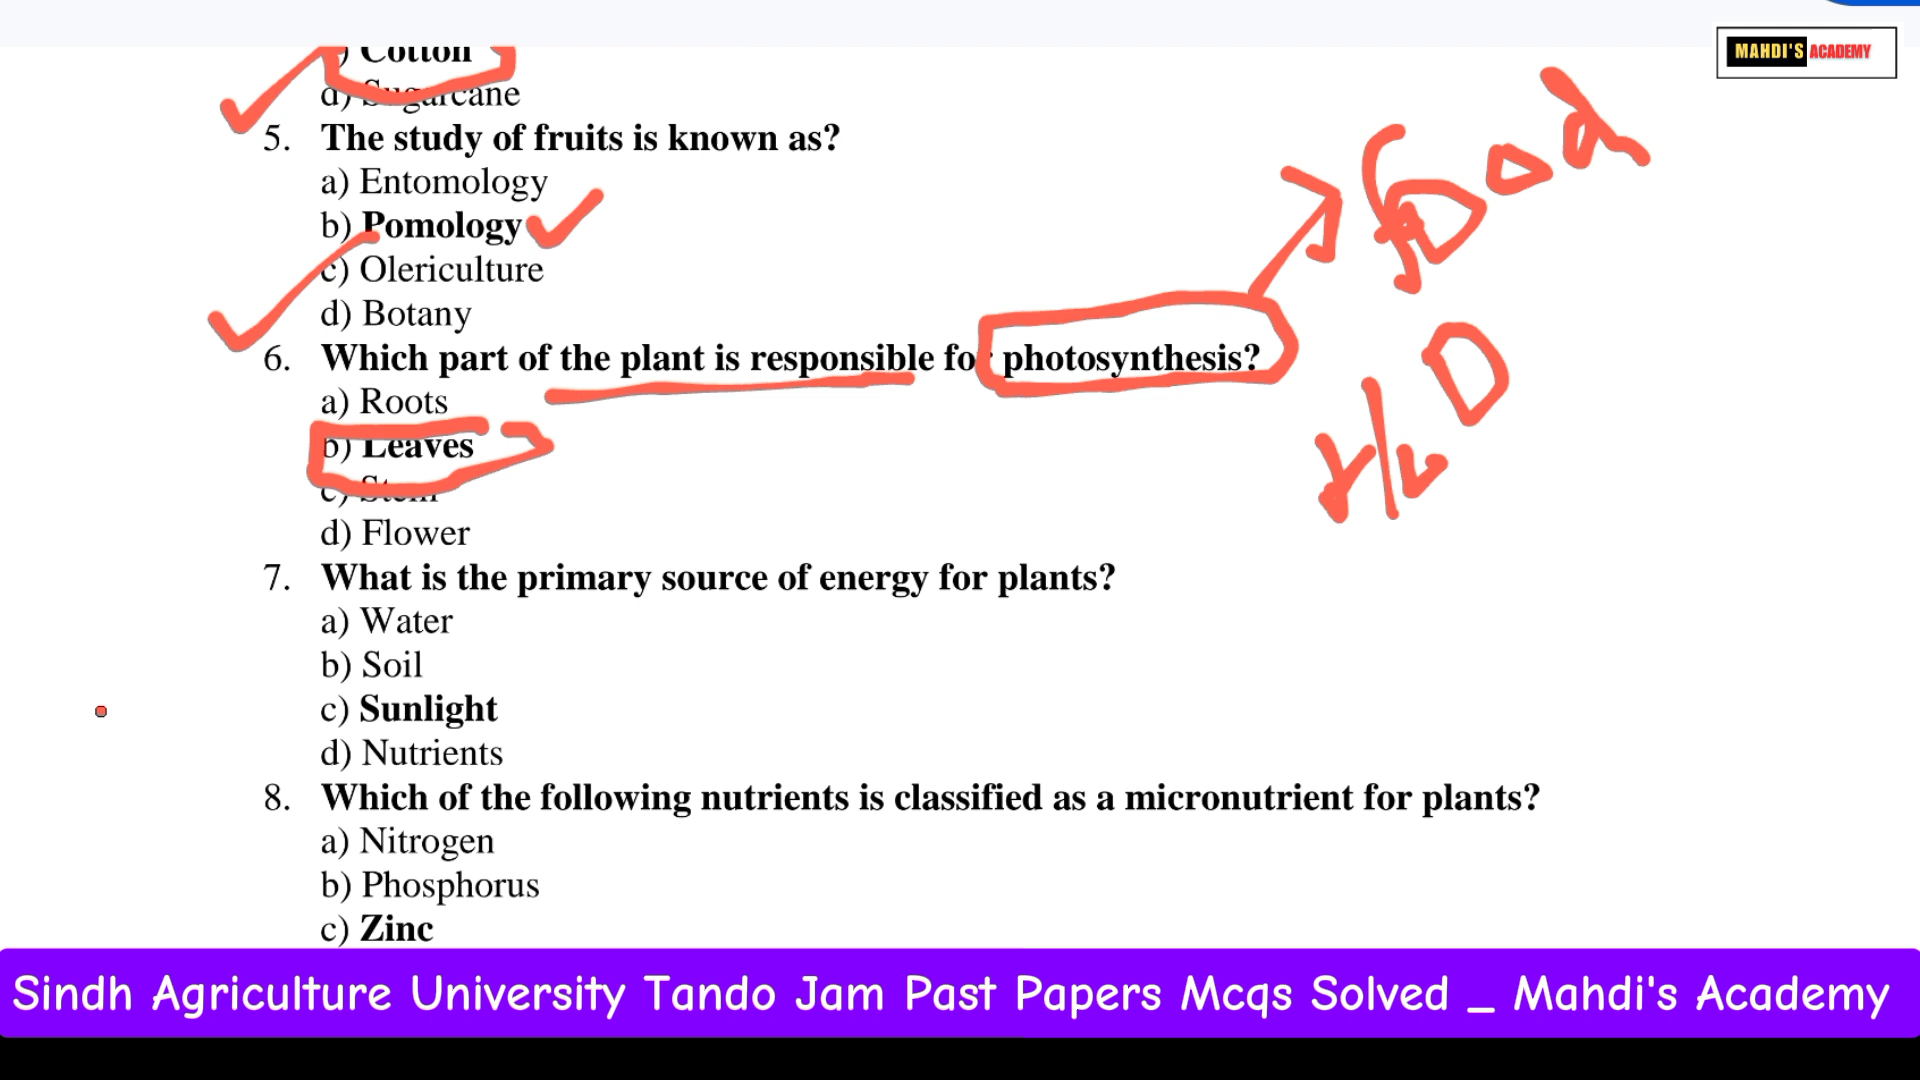 MAHDI'S ACADEMY
Cotton
d) Sugarcane
5. The study of fruits is known as?
a) Entomology
b) Pomology
c) Olericulture
d) Botany
6. Which part of the plant is responsible for photosynthesis?
a) Roots
b) Leaves
c) Stem
d) Flower
7. What is the primary source of energy for plants?
a) Water
b) Soil
c) Sunlight
d) Nutrients
8. Which of the following nutrients is classified as a micronutrient for plants?
a) Nitrogen
b) Phosphorus
c) Zinc
food
Sindh Agriculture University Tando Jam Past Papers Mcqs Solved _ Mahdi's Academy